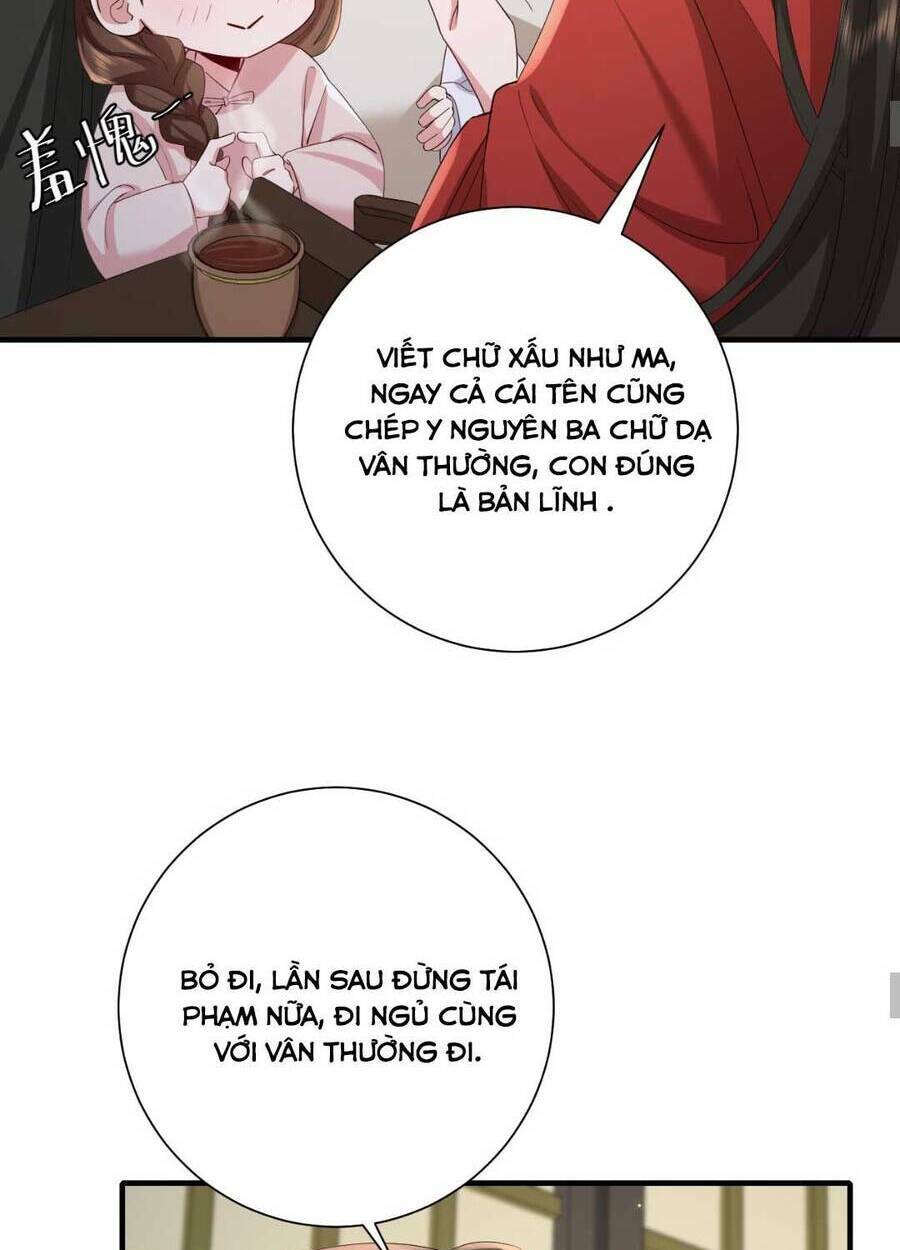 羞愧
VIẾT CHỮ XẤU NHƯ MA,
NGAY CẢ CÁI TÊN CŨNG
CHÉP Y NGUYÊN BA CHỮ DẠ
VÂN THƯỜNG, CON ĐÚNG
LÀ BẢN LĨNH .
BỎ ĐI, LẦN SAU ĐỪNG TÁI
PHẠM NỮA, ĐI NGỦ CÙNG
VỚI VÂN THƯỜNG ĐI.